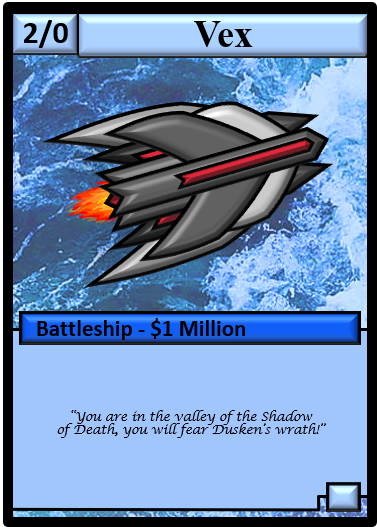 2/0
Vex
Battleship - $1 Million
"You are in the valley of the Shadow
of Death, you will fear Dusken's wrath!"